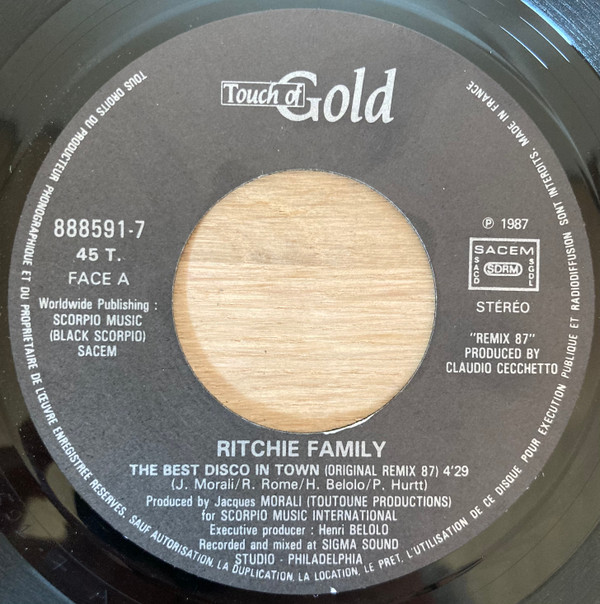 Touch of Gold
888591-7
45 T.
FACE A
Worldwide Publishing :
SCORPIO MUSIC
(BLACK SCORPIO)
SACEM
℗ 1987
SACEM
SACD
SDRM
SGDL
STÉRÉO
"REMIX 87"
PRODUCED BY
CLAUDIO CECCHETTO
RITCHIE FAMILY
THE BEST DISCO IN TOWN (ORIGINAL REMIX 87) 4'29
(J. Morali/R. Rome/H. Belolo/P. Hurtt)
Produced by Jacques MORALI (TOUTOUNE PRODUCTIONS)
for SCORPIO MUSIC INTERNATIONAL
Executive producer : Henri BELOLO
Recorded and mixed at SIGMA SOUND
STUDIO - PHILADELPHIA
TOUS DROITS DU PRODUCTEUR PHONOGRAPHIQUE ET DU PROPRIETAIRE DE L'ŒUVRE ENREGISTREE RESERVES. SAUF AUTORISATION, LA DUPLICATION, LA LOCATION, LE PRET, L'UTILISATION DE CE DISQUE POUR EXECUTION PUBLIQUE ET RADIODIFFUSION SONT INTERDITS. MADE IN FRANCE